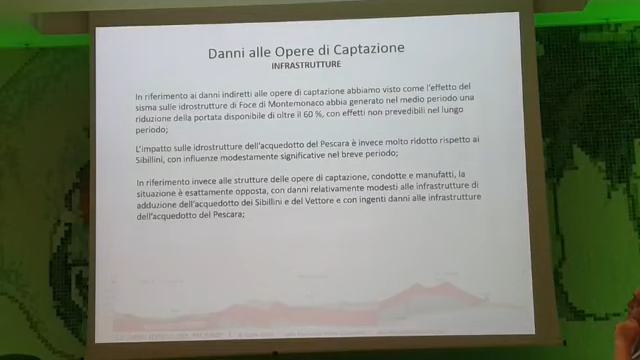 Danni alle Opere di Captazione
INFRASTRUTTURE
In riferimento ai danni indiretti alle opere di captazione abbiamo visto come l'effetto del
sisma sulle idrostrutture di Foce di Montemonaco abbia generato nel medio periodo una
riduzione della portata disponibile di oltre il 60 %, con effetti non prevedibili nel lungo
periodo;
L'impatto sulle idrostrutture dell'acquedotto del Pescara è invece molto ridotto rispetto ai
Sibillini, con influenze modestamente significative nel breve periodo;
In riferimento invece alle strutture delle opere di captazione, condotte e manufatti, la
situazione è esattamente opposta, con danni relativamente modesti alle infrastrutture di
adduzione dell'acquedotto dei Sibillini e del Vettore e con ingenti danni alle infrastrutture
dell'acquedotto del Pescara;